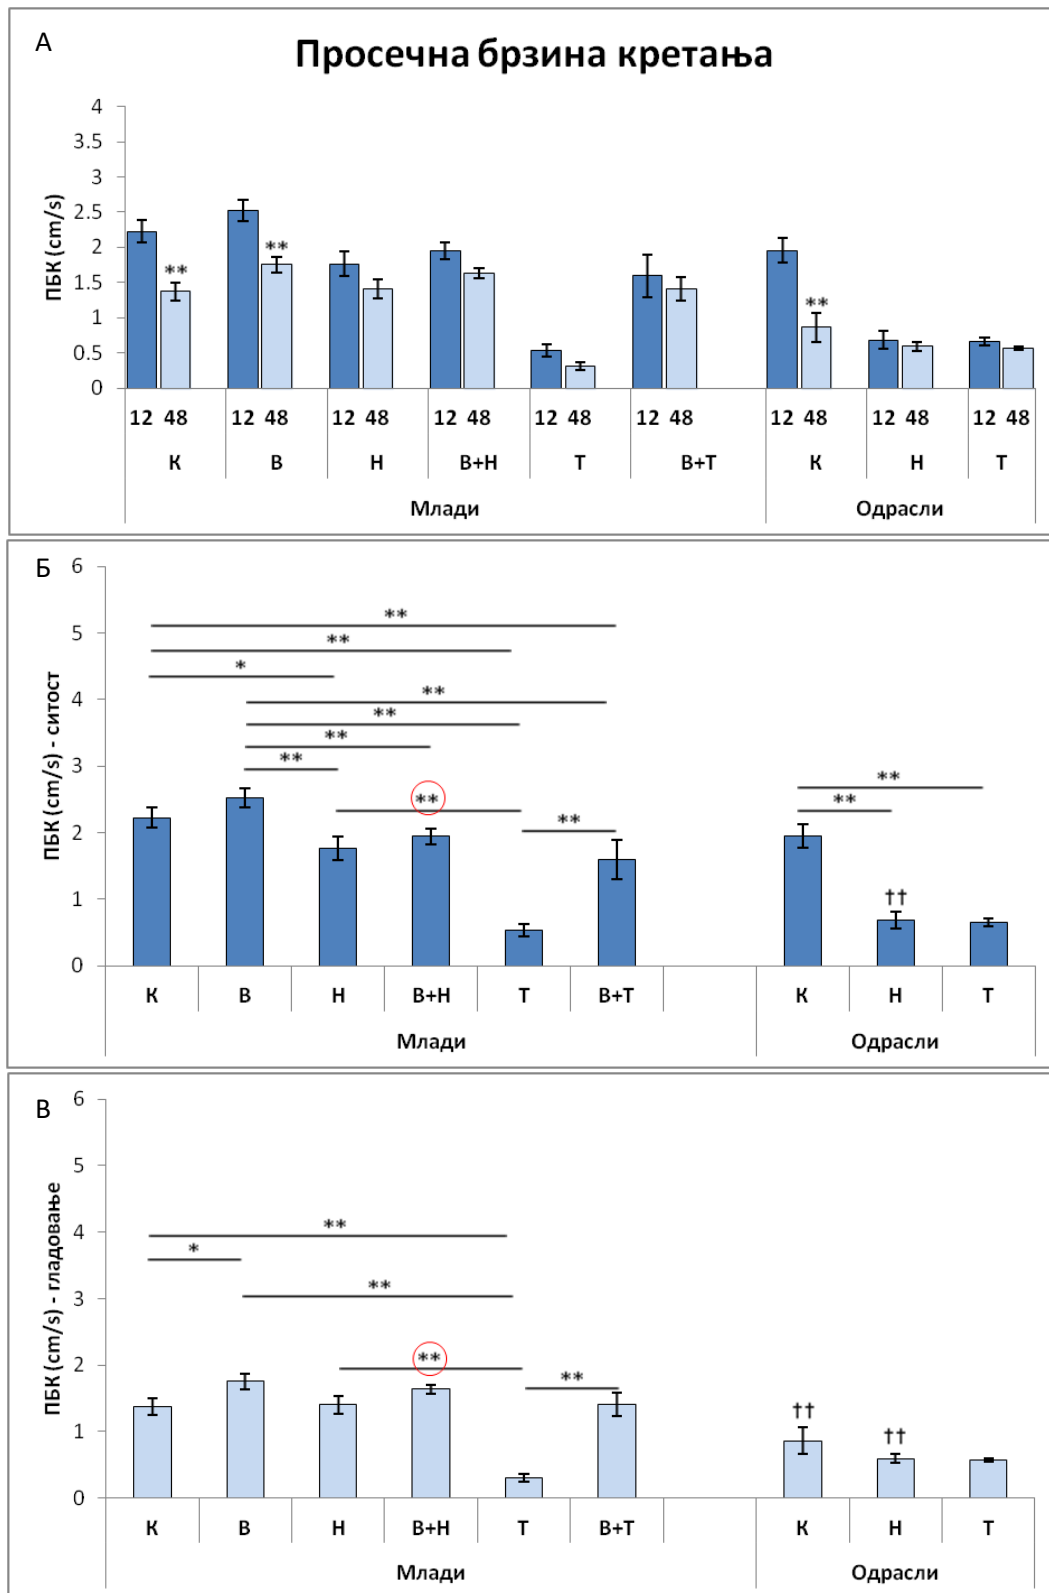 А
Просечна брзина кретања
4
3.5
3
2.5
2
1.5
1
0.5
0
ПБК (cm/s)
** ** **
12 48 12 48 12 48 12 48 12 48 12 48 12 48 12 48 12 48
К В Н В+Н Т В+Т К Н Т
Млади Одрасли
Б
6
5
4
3
2
1
0
ПБК (cm/s) - ситост
**
**
*
**
**
**
**
** **
** **
††
К В Н В+Н Т В+Т К Н Т
Млади Одрасли
В
6
5
4
3
2
1
0
ПБК (cm/s) - гладовање
**
*
**
**
**
†† ††
К В Н В+Н Т В+Т К Н Т
Млади Одрасли